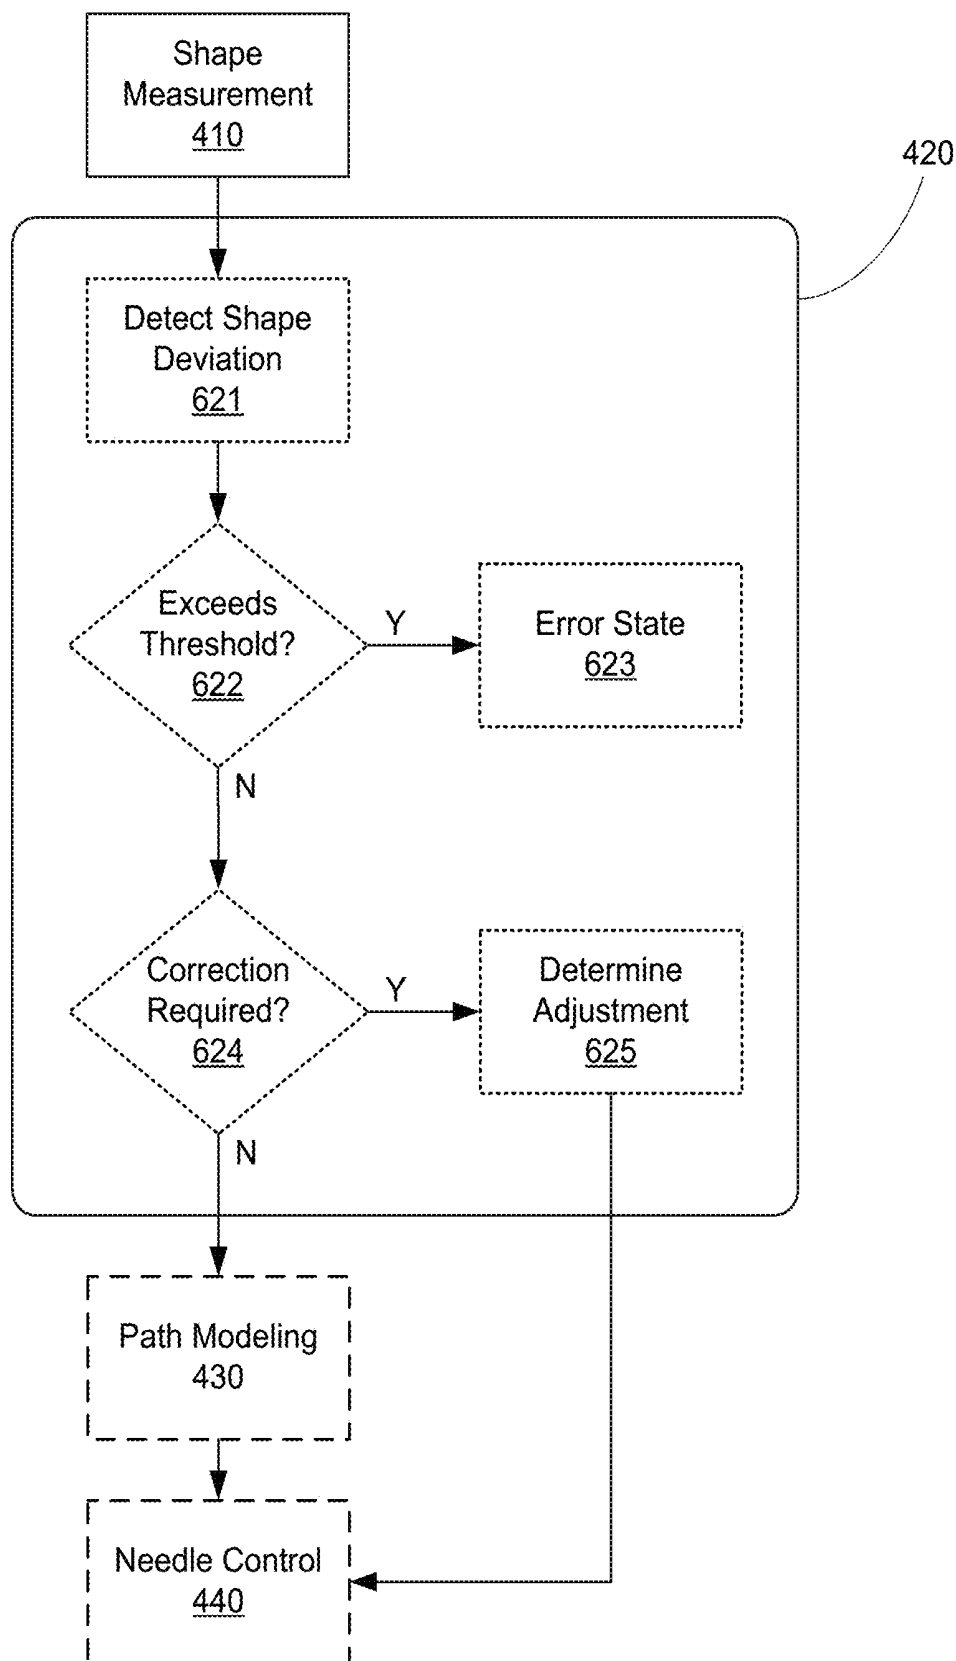 Shape
Measurement
410
420
Detect Shape
Deviation
621
Exceeds
Threshold?
622
Y
Error State
623
N
Correction
Required?
624
Y
Determine
Adjustment
625
N
Path Modeling
430
Needle Control
440